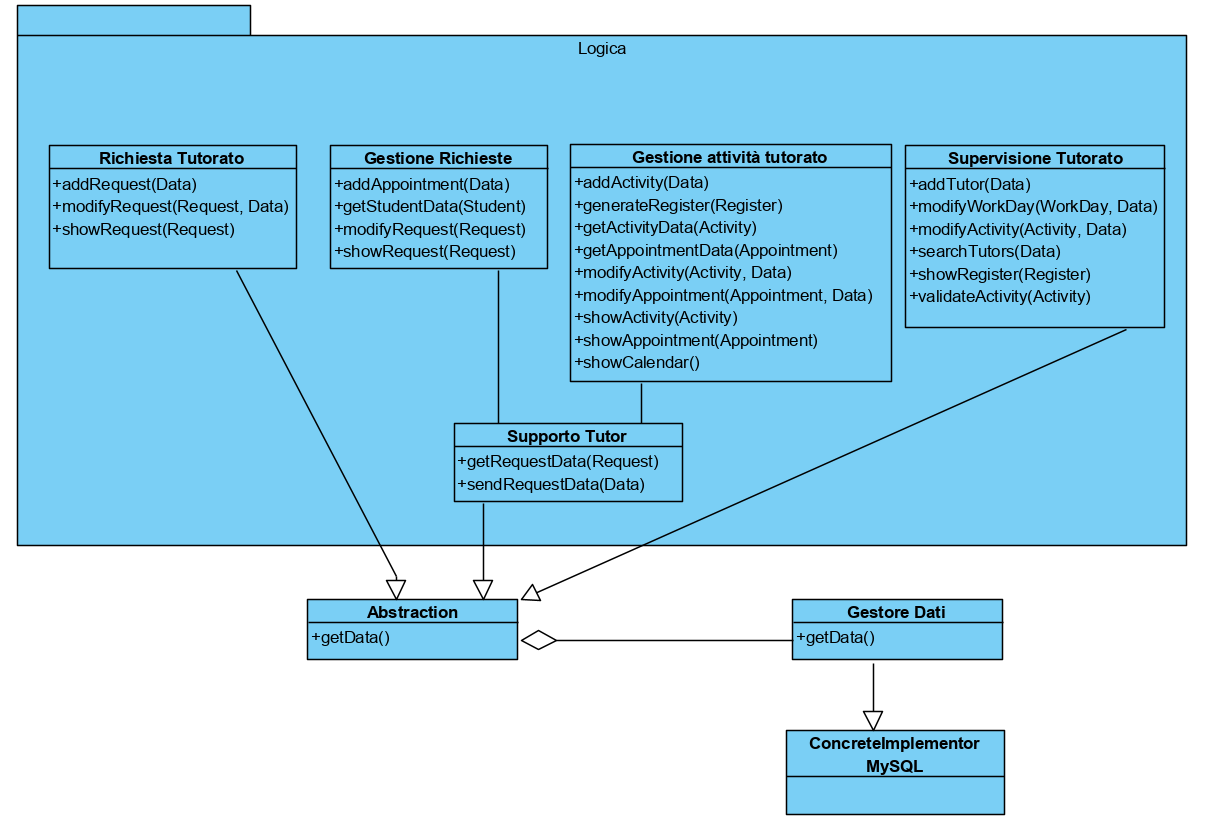 Logica
Richiesta Tutorato
+addRequest(Data)
+modifyRequest(Request, Data)
+showRequest(Request)
Gestione Richieste
+addAppointment(Data)
+getStudentData(Student)
+modifyRequest(Request)
+showRequest(Request)
Gestione attività tutorato
+addActivity(Data)
+generateRegister(Register)
+getActivityData(Activity)
+getAppointmentData(Appointment)
+modifyActivity(Activity, Data)
+modifyAppointment(Appointment, Data)
+showActivity(Activity)
+showAppointment(Appointment)
+showCalendar()
Supervisione Tutorato
+addTutor(Data)
+modifyWorkDay(WorkDay, Data)
+modifyActivity(Activity, Data)
+searchTutors(Data)
+showRegister(Register)
+validateActivity(Activity)
Supporto Tutor
+getRequestData(Request)
+sendRequestData(Data)
Abstraction
+getData()
Gestore Dati
+getData()
ConcreteImplementor
MySQL